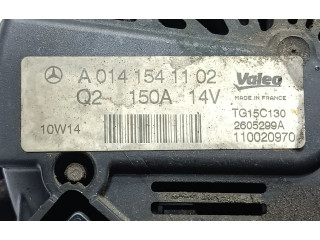 A 014 154 11 02
Valeo
Q2- 150A 14V
MADE IN FRANCE
TG15C130
10W14
2605299A
110020970